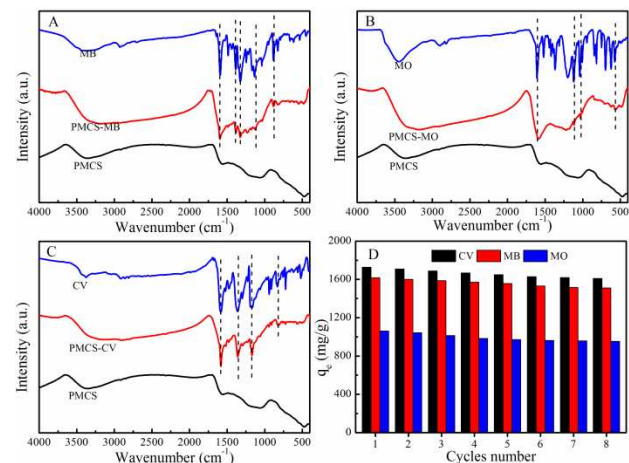 A
MB
PMCS-MB
PMCS
Intensity (a.u.)
4000 3500 3000 2500 2000 1500 1000 500
Wavenumber (cm⁻¹)
B
MO
PMCS-MO
PMCS
Intensity (a.u.)
4000 3500 3000 2500 2000 1500 1000 500
Wavenumber (cm⁻¹)
C
CV
PMCS-CV
PMCS
Intensity (a.u.)
4000 3500 3000 2500 2000 1500 1000 500
Wavenumber (cm⁻¹)
D
CV MB MO
2000
1600
1200
800
400
0
qe (mg/g)
1 2 3 4 5 6 7 8
Cycles number